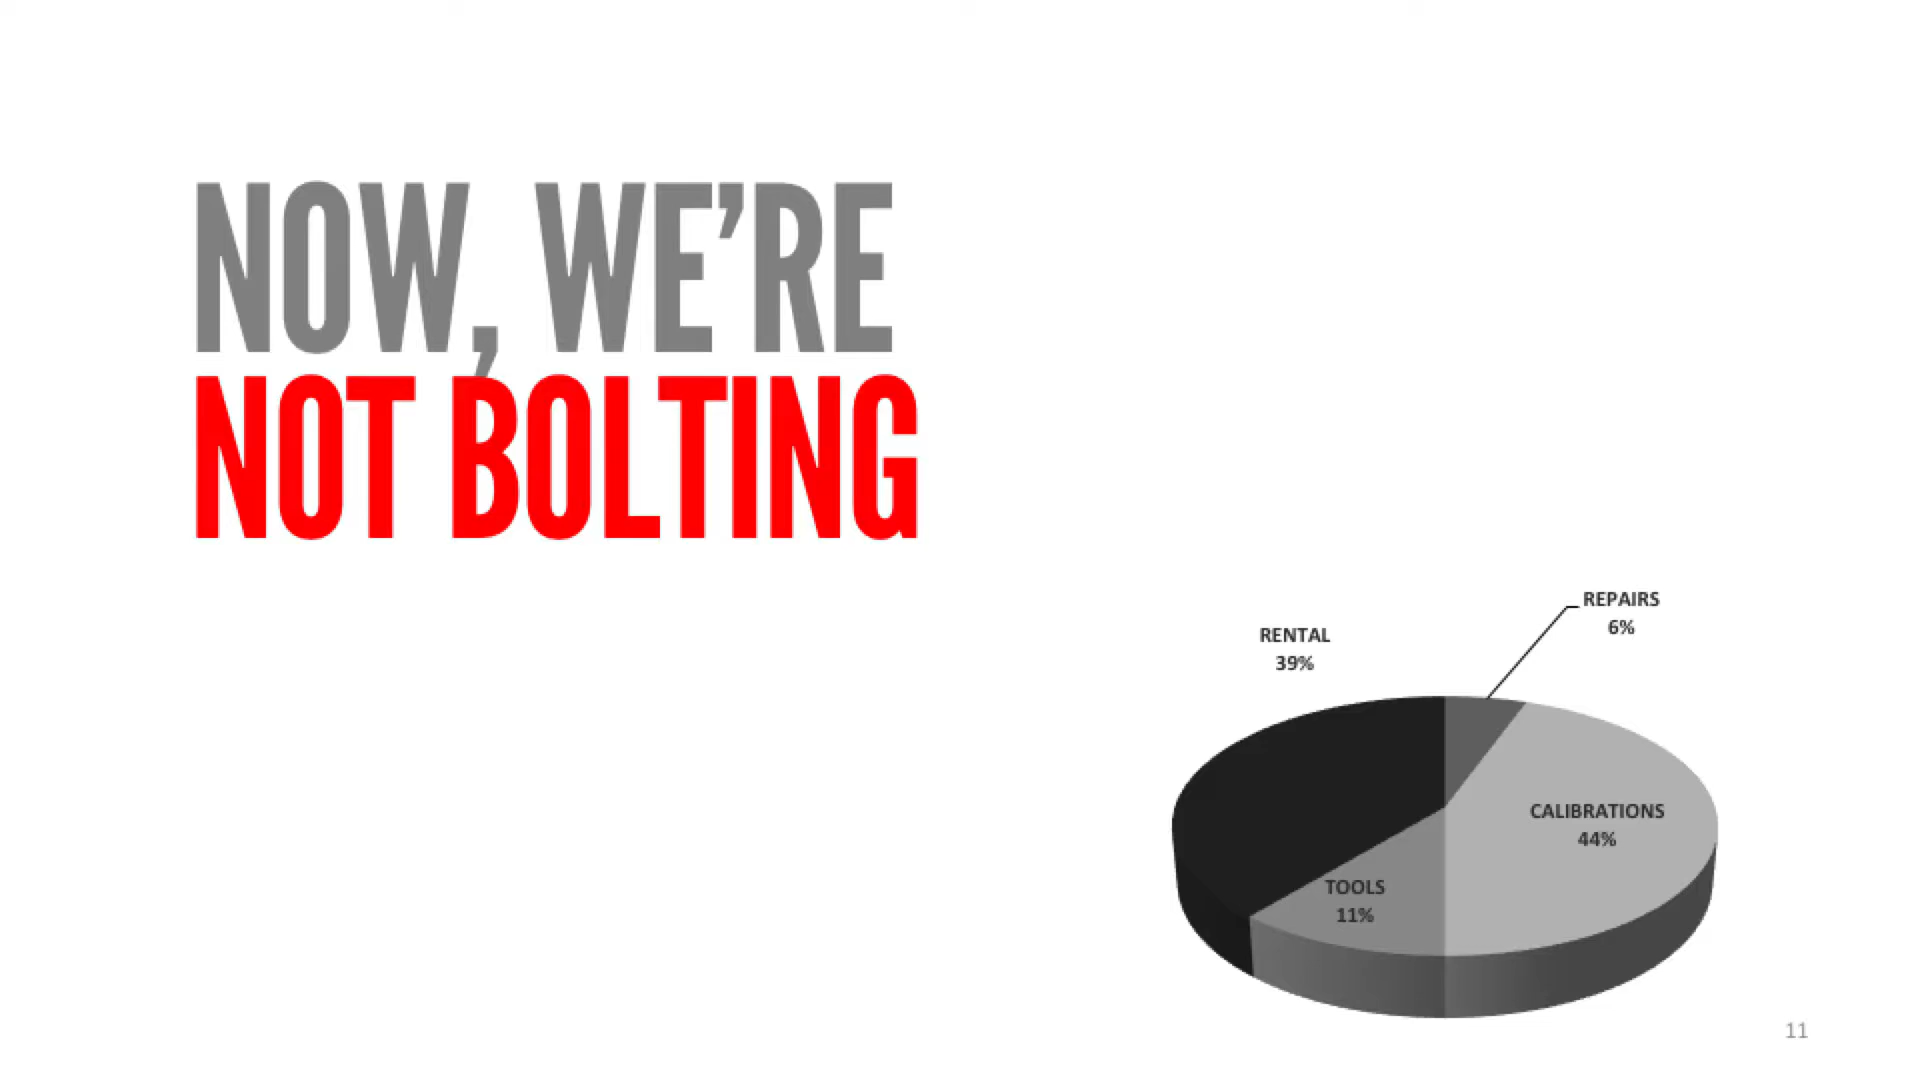 NOW, WE’RE
NOT BOLTING
REPAIRS
6%
RENTAL
39%
CALIBRATIONS
44%
TOOLS
11%
11